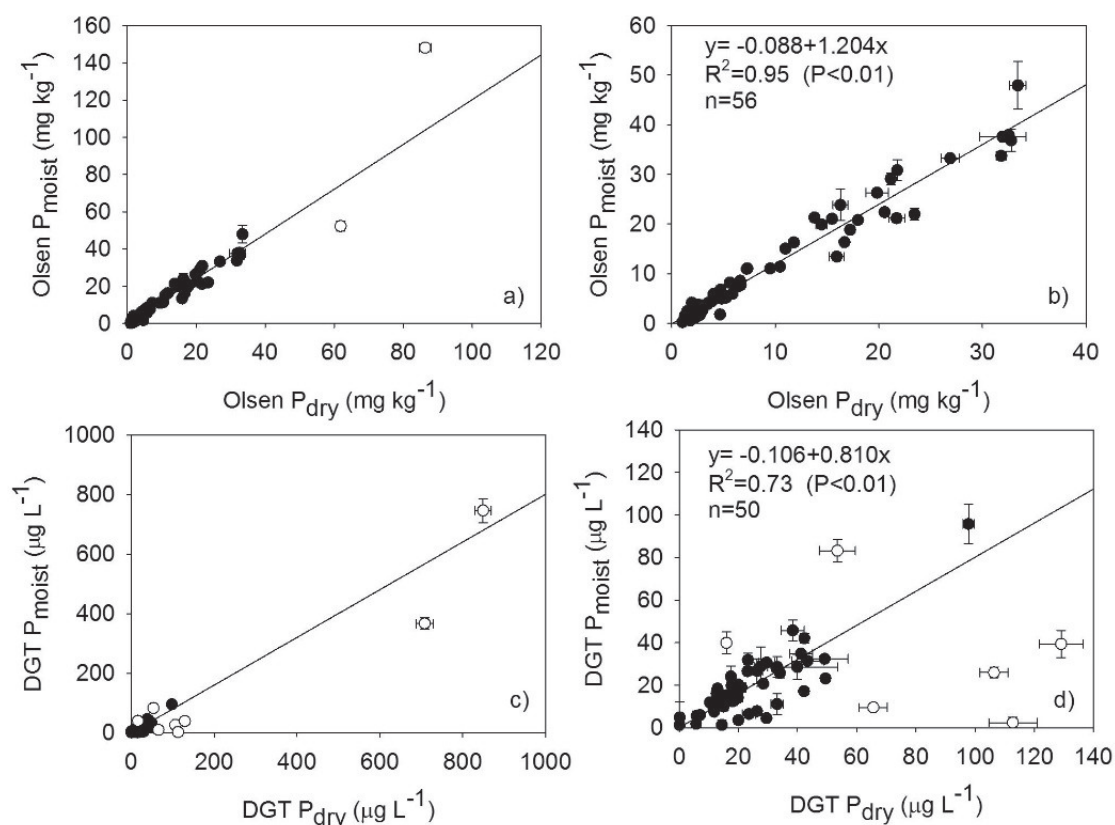 160
140
120
100
80
60
40
20
0
Olsen P_moist (mg kg^-1)
0 20 40 60 80 100 120
Olsen P_dry (mg kg^-1)
a)
60
50
40
30
20
10
0
Olsen P_moist (mg kg^-1)
y= -0.088+1.204x
R^2=0.95 (P<0.01)
n=56
0 10 20 30 40
Olsen P_dry (mg kg^-1)
b)
1000
800
600
400
200
0
DGT P_moist (μg L^-1)
0 200 400 600 800 1000
DGT P_dry (μg L^-1)
c)
140
120
100
80
60
40
20
0
DGT P_moist (μg L^-1)
y= -0.106+0.810x
R^2=0.73 (P<0.01)
n=50
0 20 40 60 80 100 120 140
DGT P_dry (μg L^-1)
d)